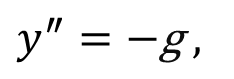 y″ = −g,